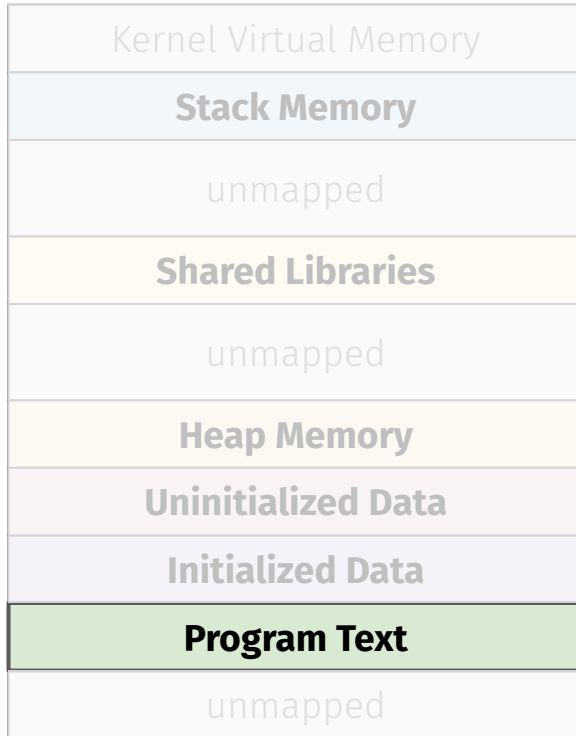 Kernel Virtual Memory
Stack Memory
unmapped
Shared Libraries
unmapped
Heap Memory
Uninitialized Data
Initialized Data
Program Text
unmapped